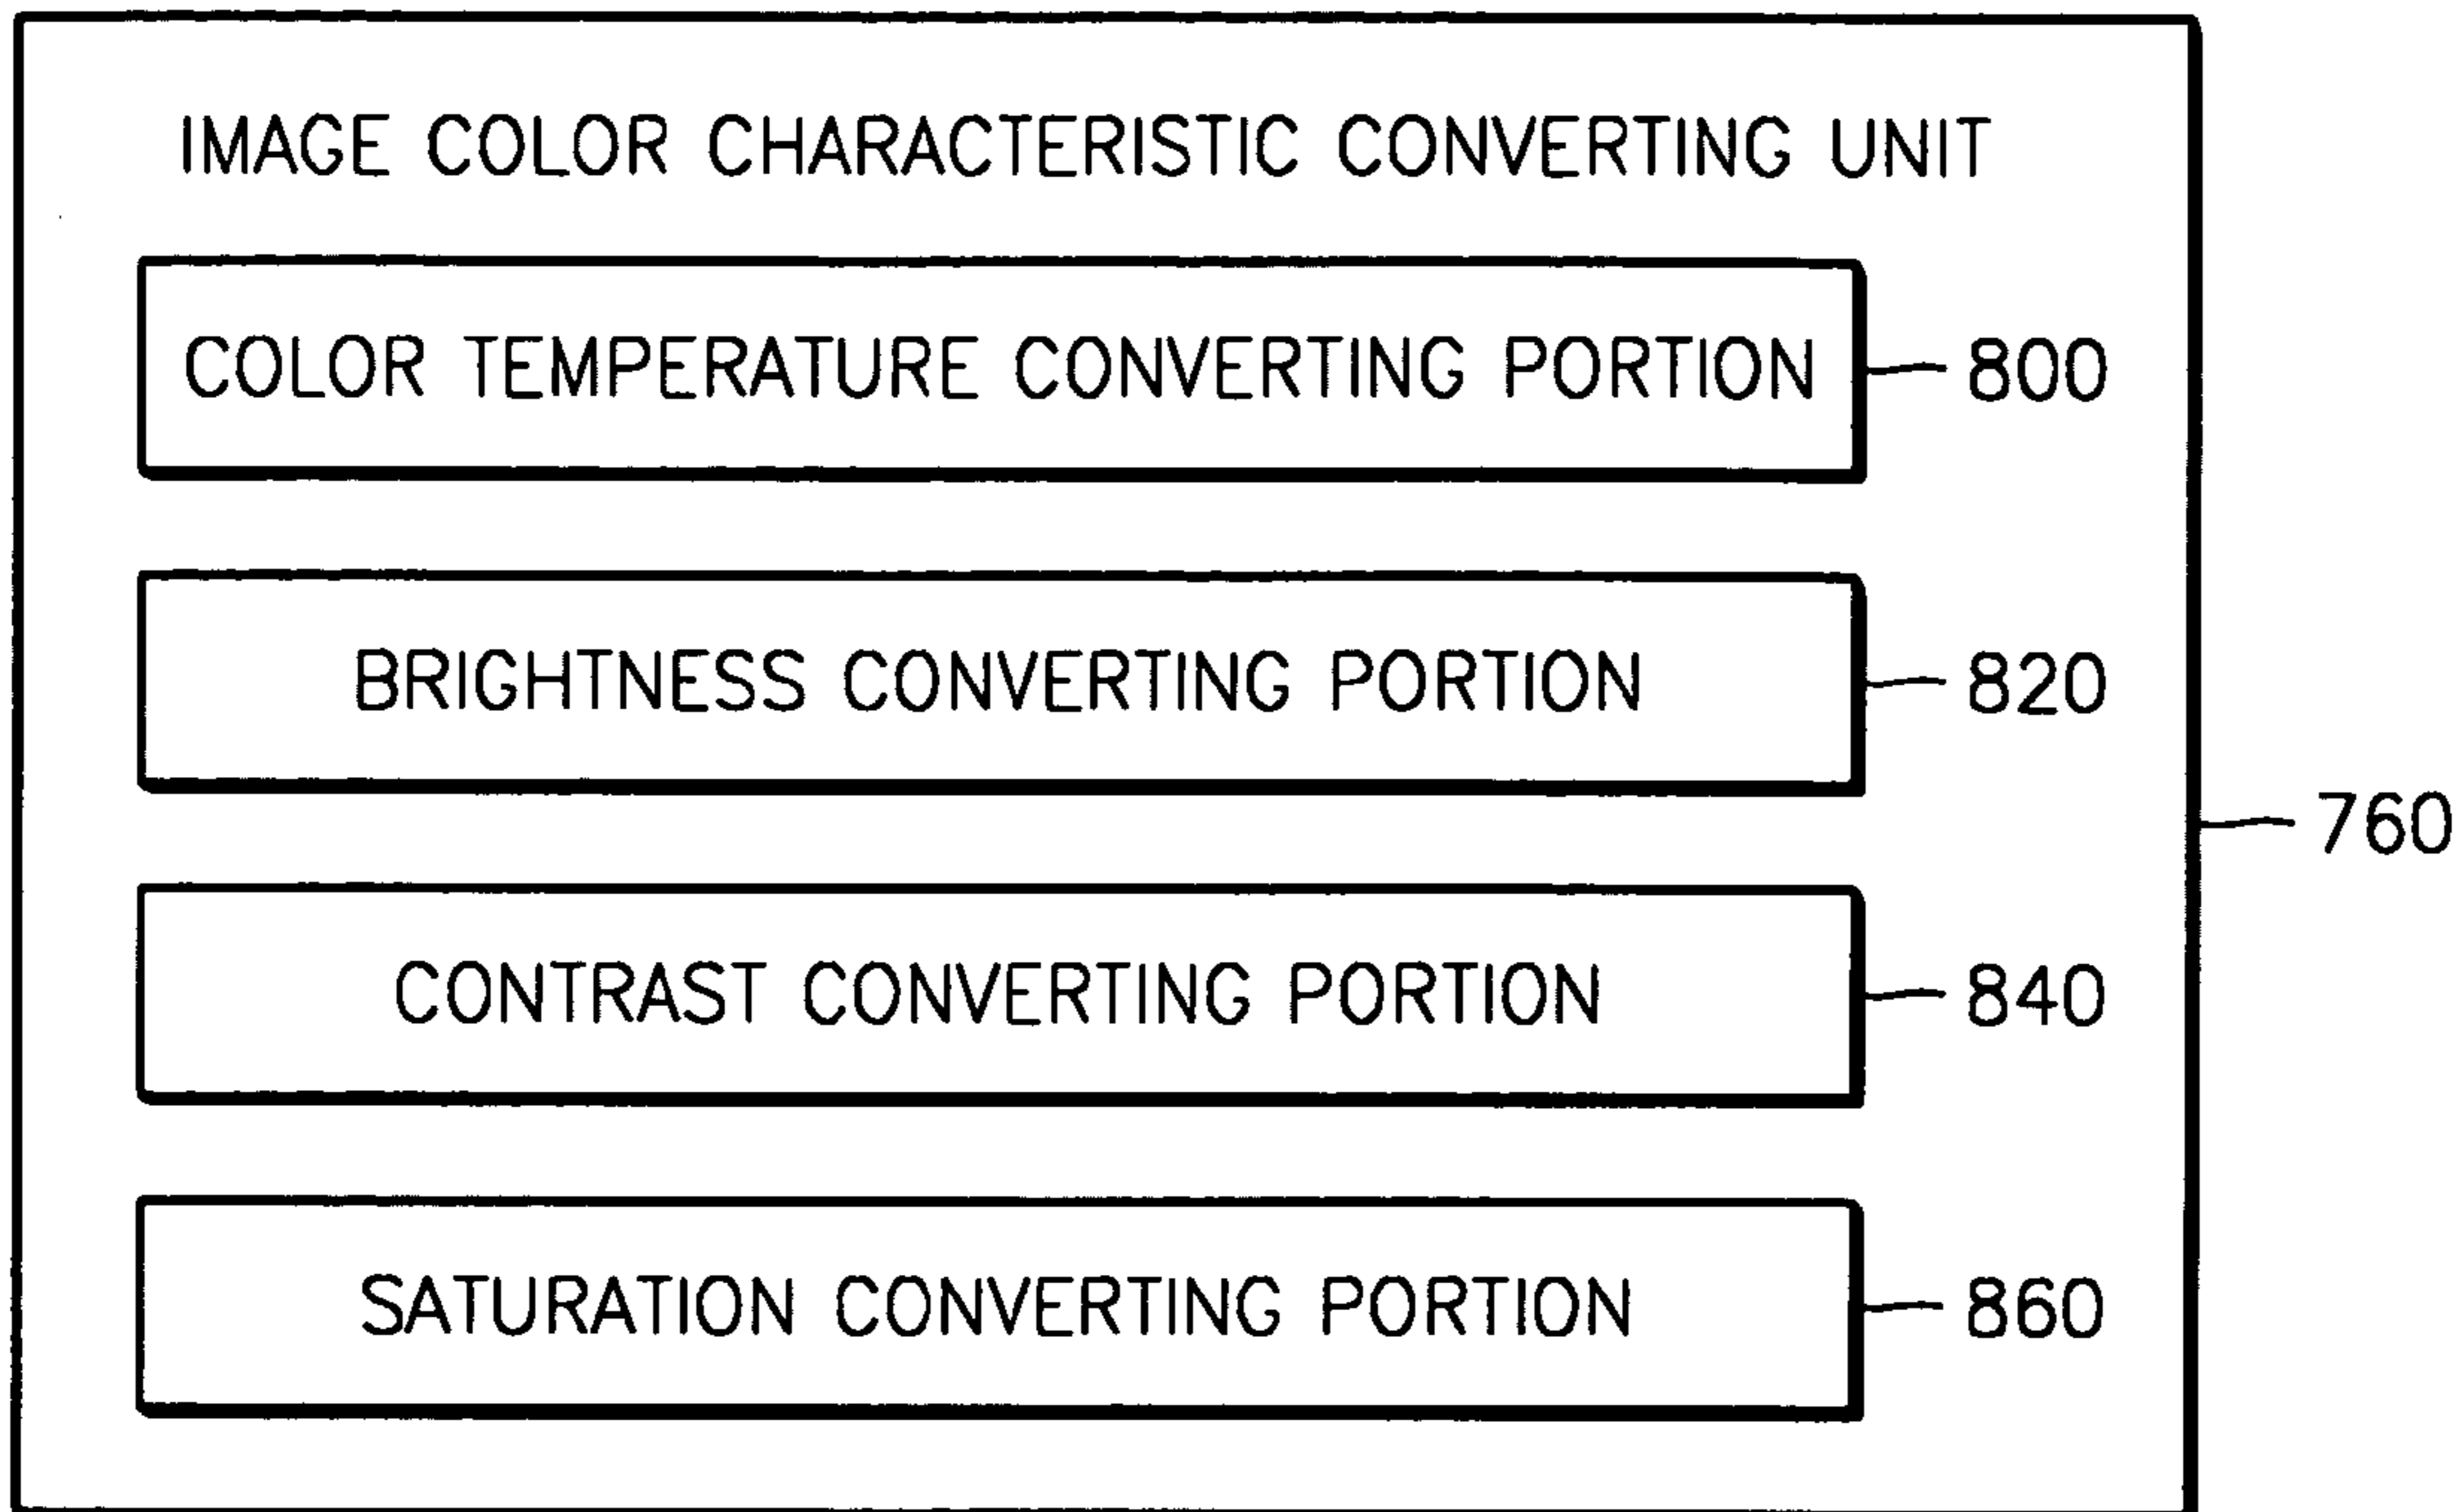 IMAGE COLOR CHARACTERISTIC CONVERTING UNIT
COLOR TEMPERATURE CONVERTING PORTION
800
BRIGHTNESS CONVERTING PORTION
820
760
CONTRAST CONVERTING PORTION
840
SATURATION CONVERTING PORTION
860